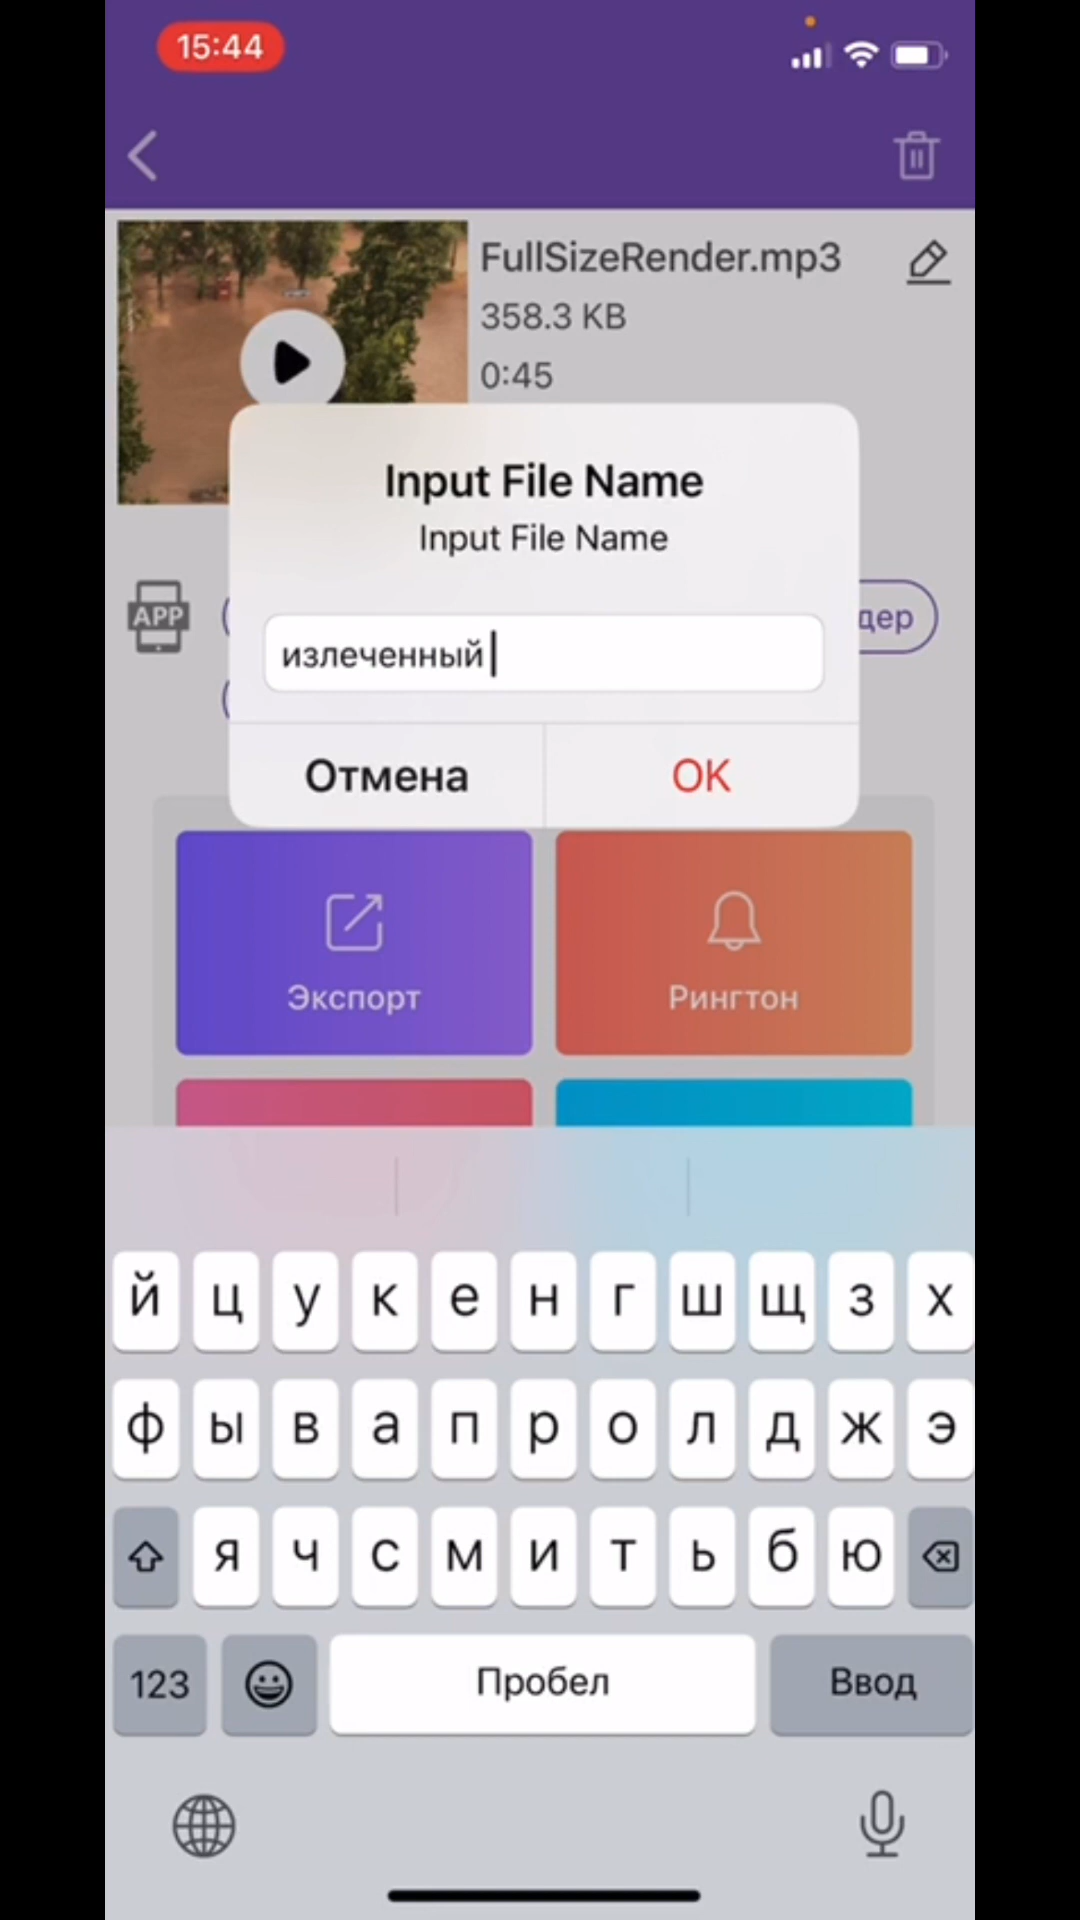 15:44
FullSizeRender.mp3
358.3 KB
0:45
Input File Name
Input File Name
APP
дер
излеченный
Отмена
OK
Экспорт
Рингтон
й ц у к е н г ш щ з х
ф ы в а п р о л д ж э
я ч с м и т ь б ю
123
Пробел
Ввод